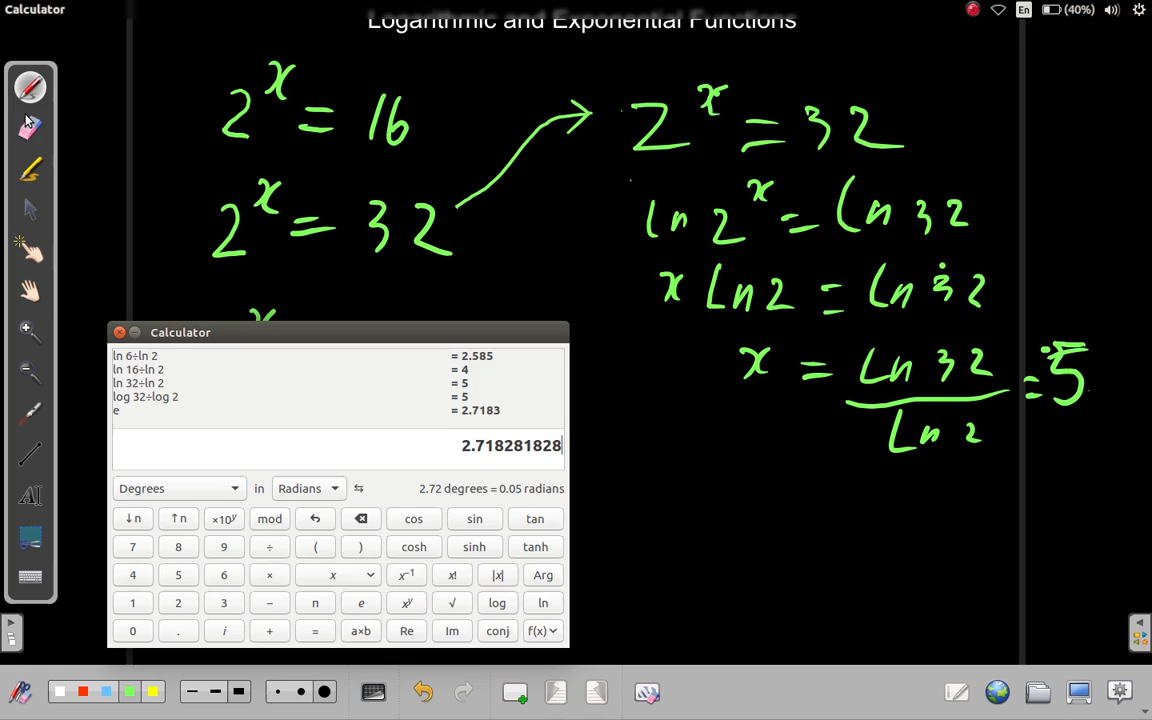 Calculator
En (40%)
Logarithmic and Exponential Functions
2^x = 16
2^x = 32
x
2^x = 32
ln 2^x = ln 32
x ln 2 = ln 32
x = ln 32 / ln 2 = 5
Calculator
ln 6÷ln 2 = 2.585
ln 16÷ln 2 = 4
ln 32÷ln 2 = 5
log 32÷log 2 = 5
e = 2.7183
2.718281828
Degrees in Radians ⇆ 2.72 degrees = 0.05 radians
↓n ↑n ×10^y mod ↶ ⌫ cos sin tan
7 8 9 ÷ ( ) cosh sinh tanh
4 5 6 × x x⁻¹ x! |x| Arg
1 2 3 − π e x^y √ log ln
0 . i + = a×b Re Im conj f(x)
AI